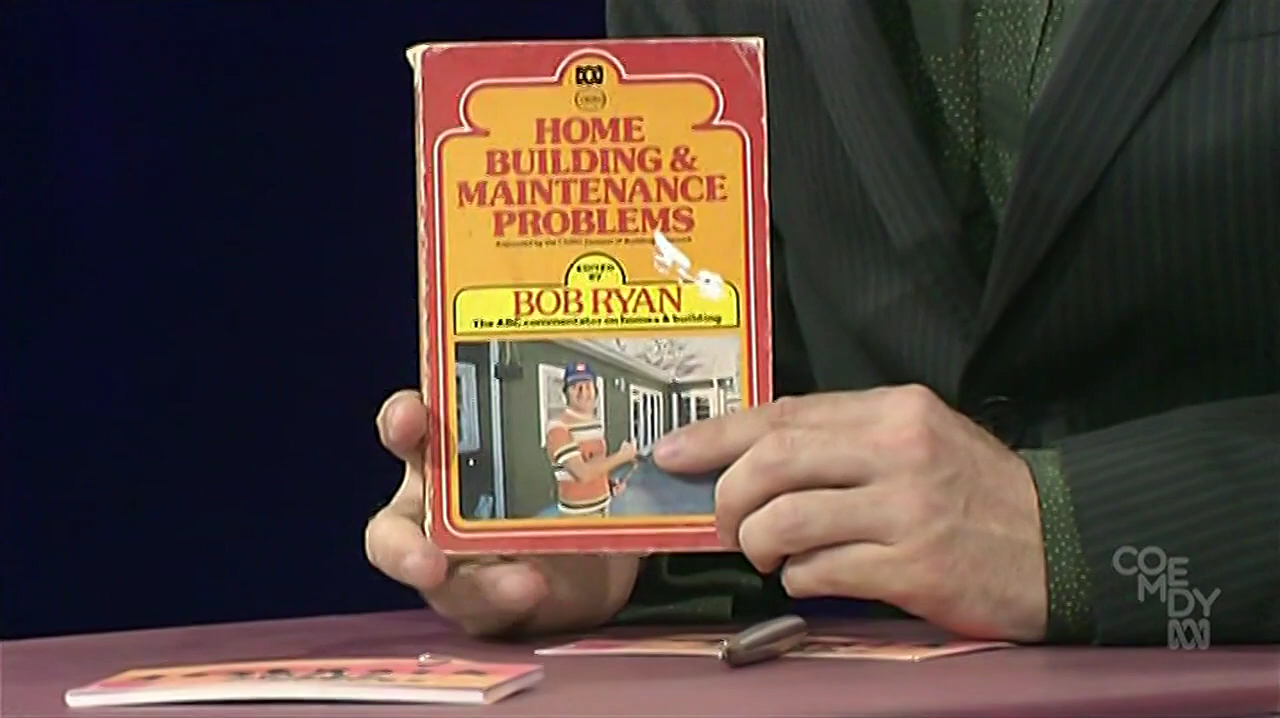 HOME
BUILDING &
MAINTENANCE
PROBLEMS
EDITED
BY
BOB RYAN
The ABC commentator on homes & building
COMEDY